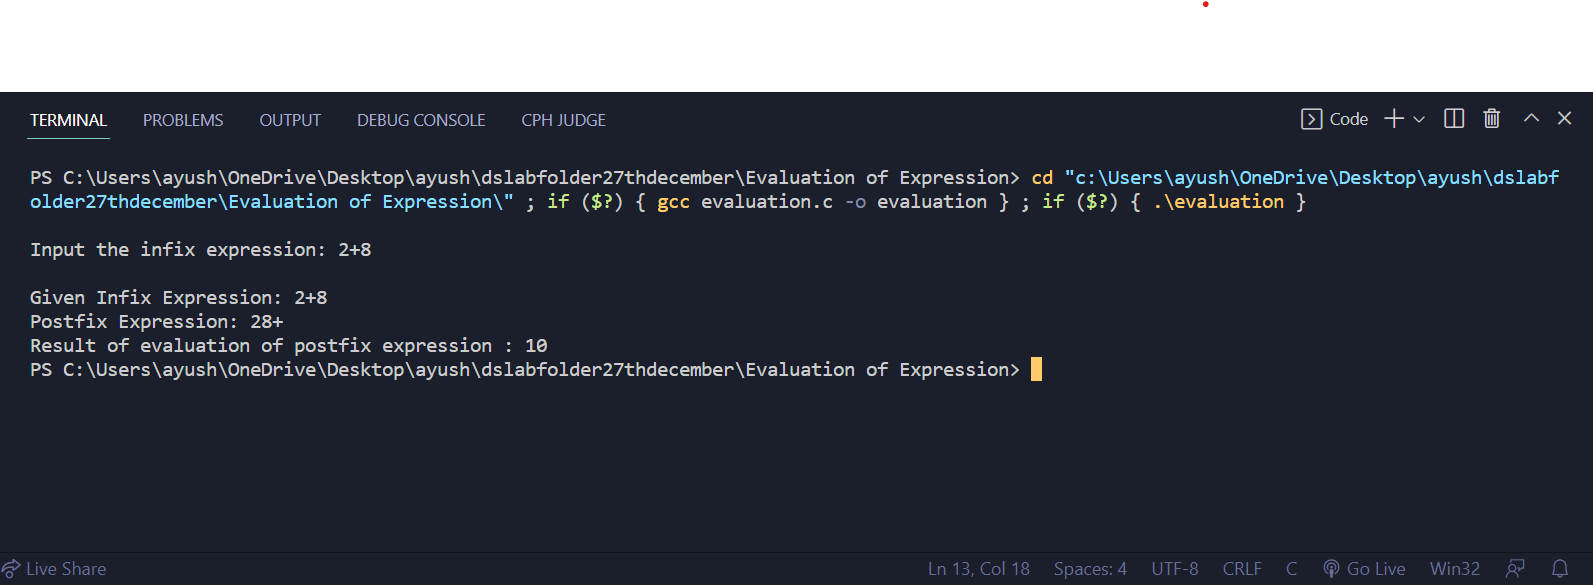 TERMINAL PROBLEMS OUTPUT DEBUG CONSOLE CPH JUDGE Code
PS C:\Users\ayush\OneDrive\Desktop\ayush\dslabfolder27thdecember\Evaluation of Expression> cd "c:\Users\ayush\OneDrive\Desktop\ayush\dslabf
older27thdecember\Evaluation of Expression\" ; if ($?) { gcc evaluation.c -o evaluation } ; if ($?) { .\evaluation }
Input the infix expression: 2+8
Given Infix Expression: 2+8
Postfix Expression: 28+
Result of evaluation of postfix expression : 10
PS C:\Users\ayush\OneDrive\Desktop\ayush\dslabfolder27thdecember\Evaluation of Expression>
Live Share Ln 13, Col 18 Spaces: 4 UTF-8 CRLF C Go Live Win32